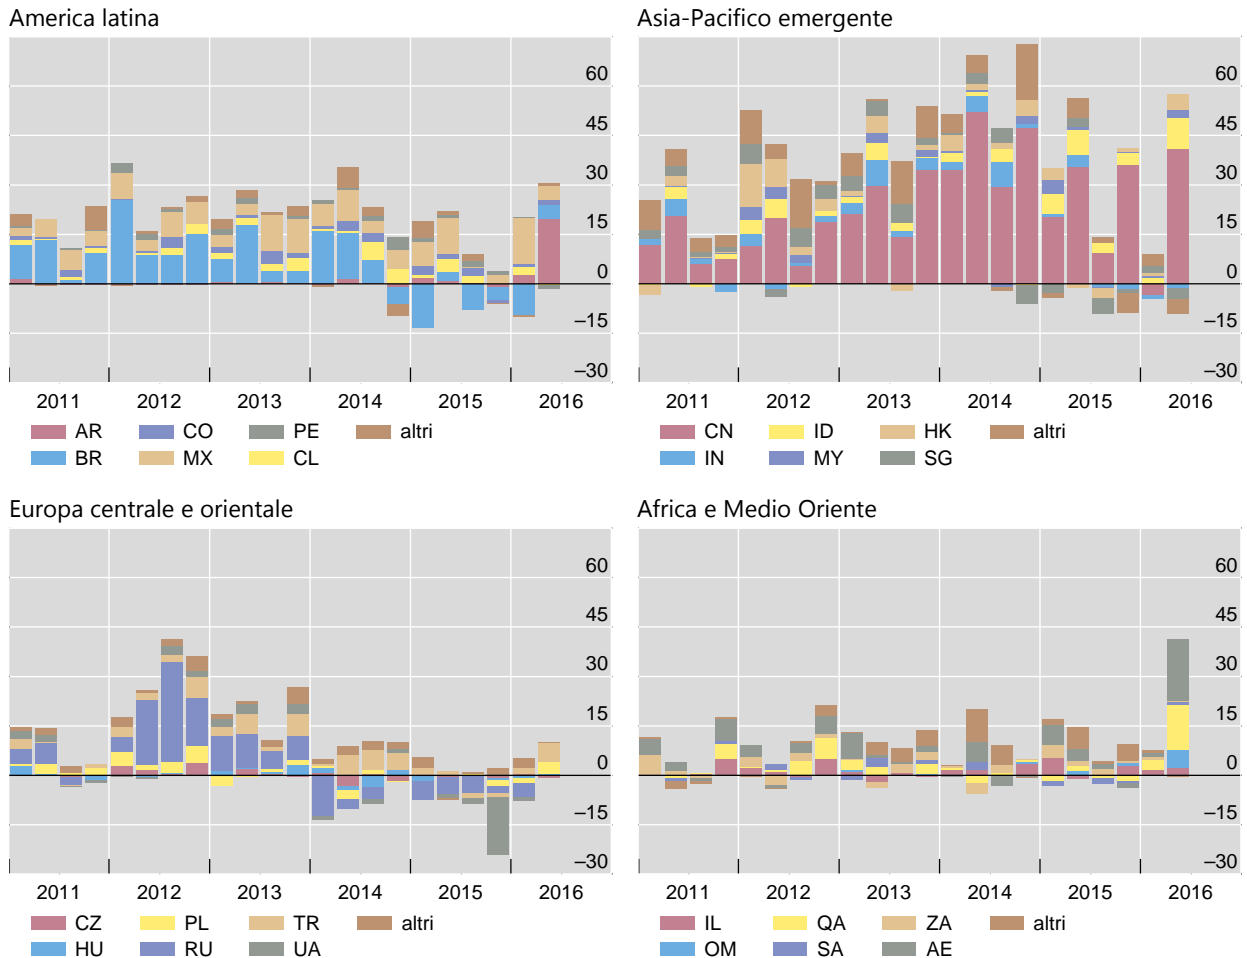 America latina
60
45
30
15
0
–15
–30
2011 2012 2013 2014 2015 2016
AR CO PE altri
BR MX CL
Asia-Pacifico emergente
60
45
30
15
0
–15
–30
2011 2012 2013 2014 2015 2016
CN ID HK altri
IN MY SG
Europa centrale e orientale
60
45
30
15
0
–15
–30
2011 2012 2013 2014 2015 2016
CZ PL TR altri
HU RU UA
Africa e Medio Oriente
60
45
30
15
0
–15
–30
2011 2012 2013 2014 2015 2016
IL QA ZA altri
OM SA AE